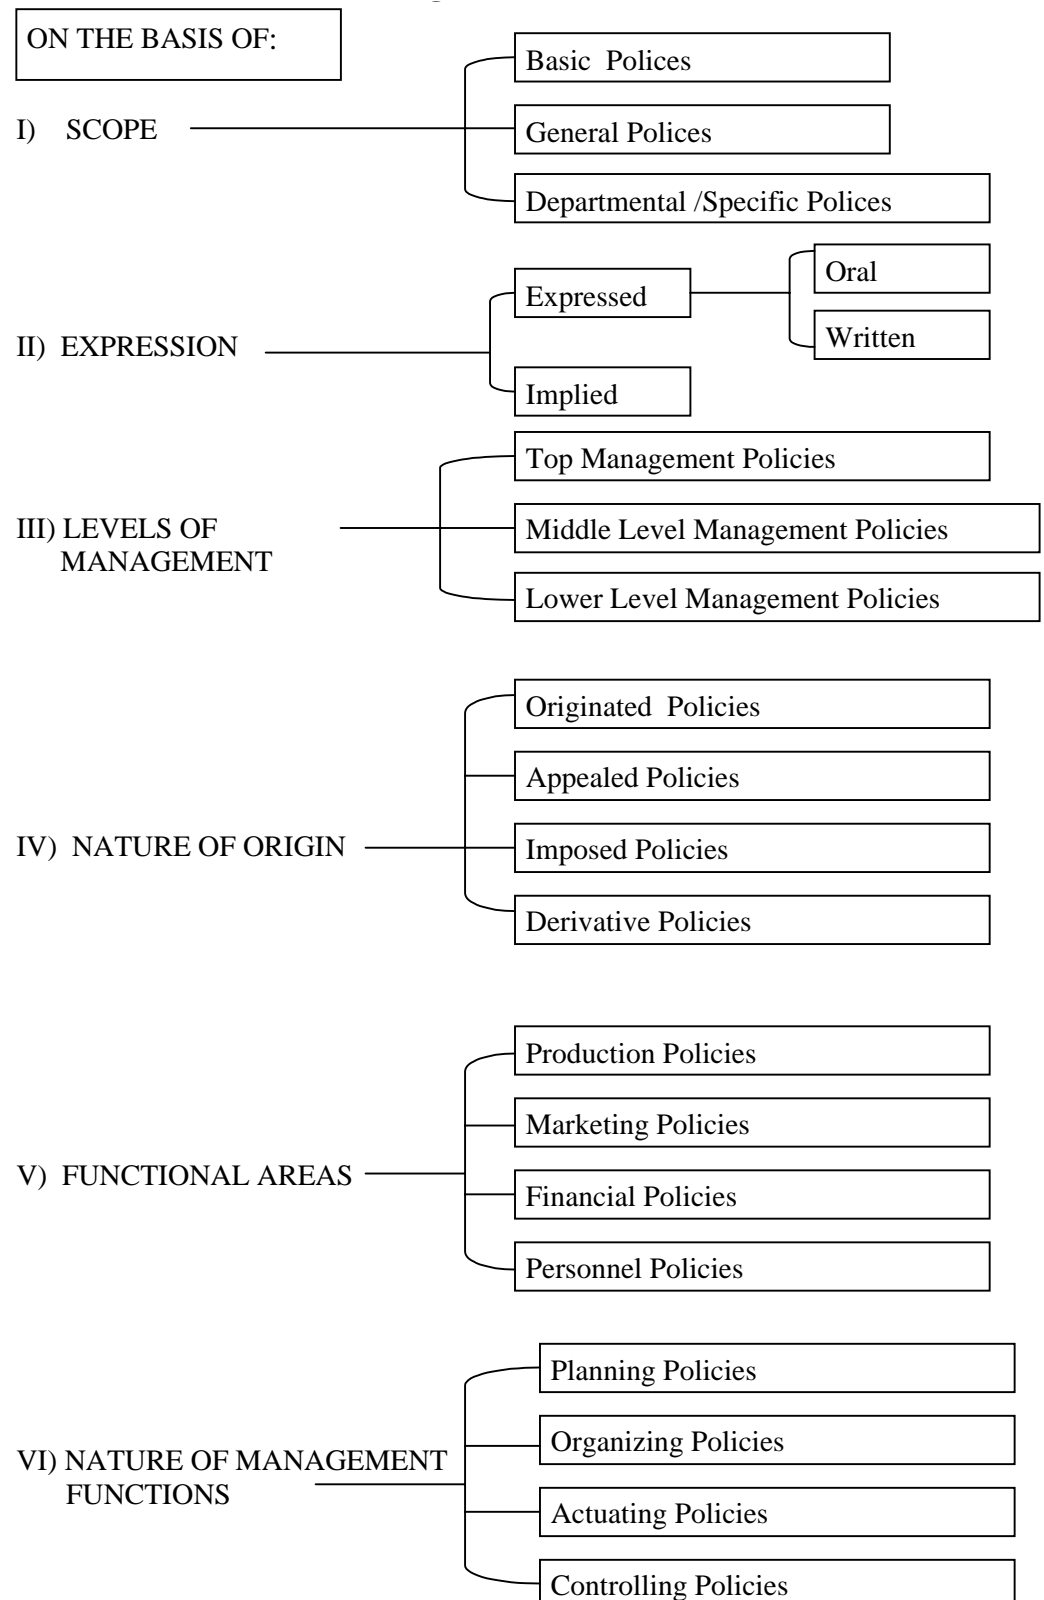 ON THE BASIS OF:
Basic Polices
I) SCOPE
General Polices
Departmental /Specific Polices
Oral
Expressed
Written
II) EXPRESSION
Implied
Top Management Policies
III) LEVELS OF
MANAGEMENT
Middle Level Management Policies
Lower Level Management Policies
Originated Policies
Appealed Policies
IV) NATURE OF ORIGIN
Imposed Policies
Derivative Policies
Production Policies
Marketing Policies
V) FUNCTIONAL AREAS
Financial Policies
Personnel Policies
Planning Policies
Organizing Policies
VI) NATURE OF MANAGEMENT
FUNCTIONS
Actuating Policies
Controlling Policies